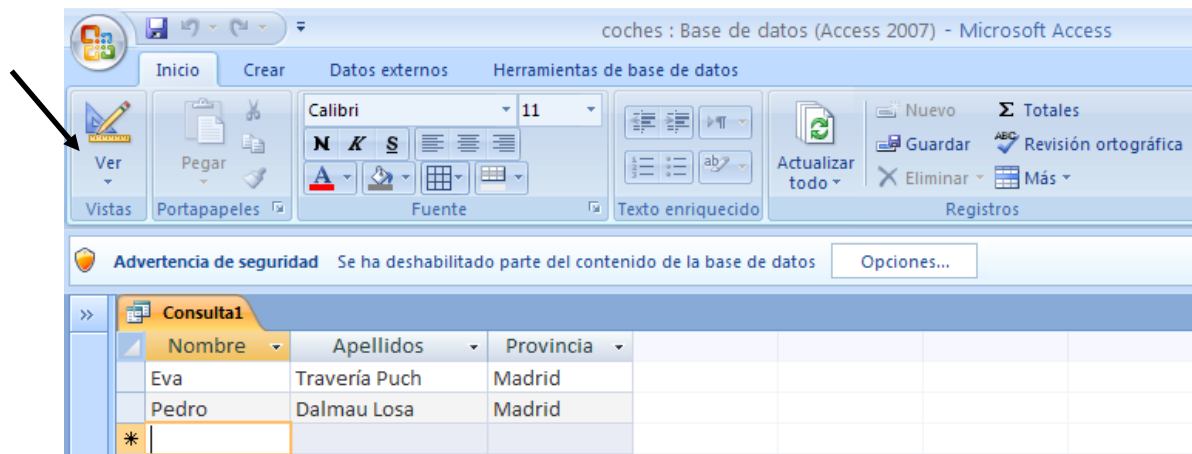 coches : Base de datos (Access 2007) - Microsoft Access
Inicio Crear Datos externos Herramientas de base de datos
Ver
Vistas
Pegar
Portapapeles
Calibri 11
N K S
A
Fuente
ab
Texto enriquecido
Actualizar
todo
Nuevo
Guardar
Eliminar
Σ Totales
ABC Revisión ortográfica
Más
Registros
Advertencia de seguridad Se ha deshabilitado parte del contenido de la base de datos Opciones...
» Consulta1
Nombre Apellidos Provincia
Eva Travería Puch Madrid
Pedro Dalmau Losa Madrid